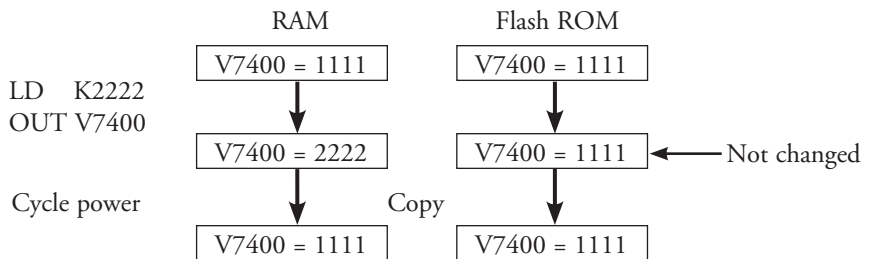 RAM Flash ROM
V7400 = 1111 V7400 = 1111
LD K2222
OUT V7400
V7400 = 2222 V7400 = 1111 Not changed
Cycle power Copy
V7400 = 1111 V7400 = 1111